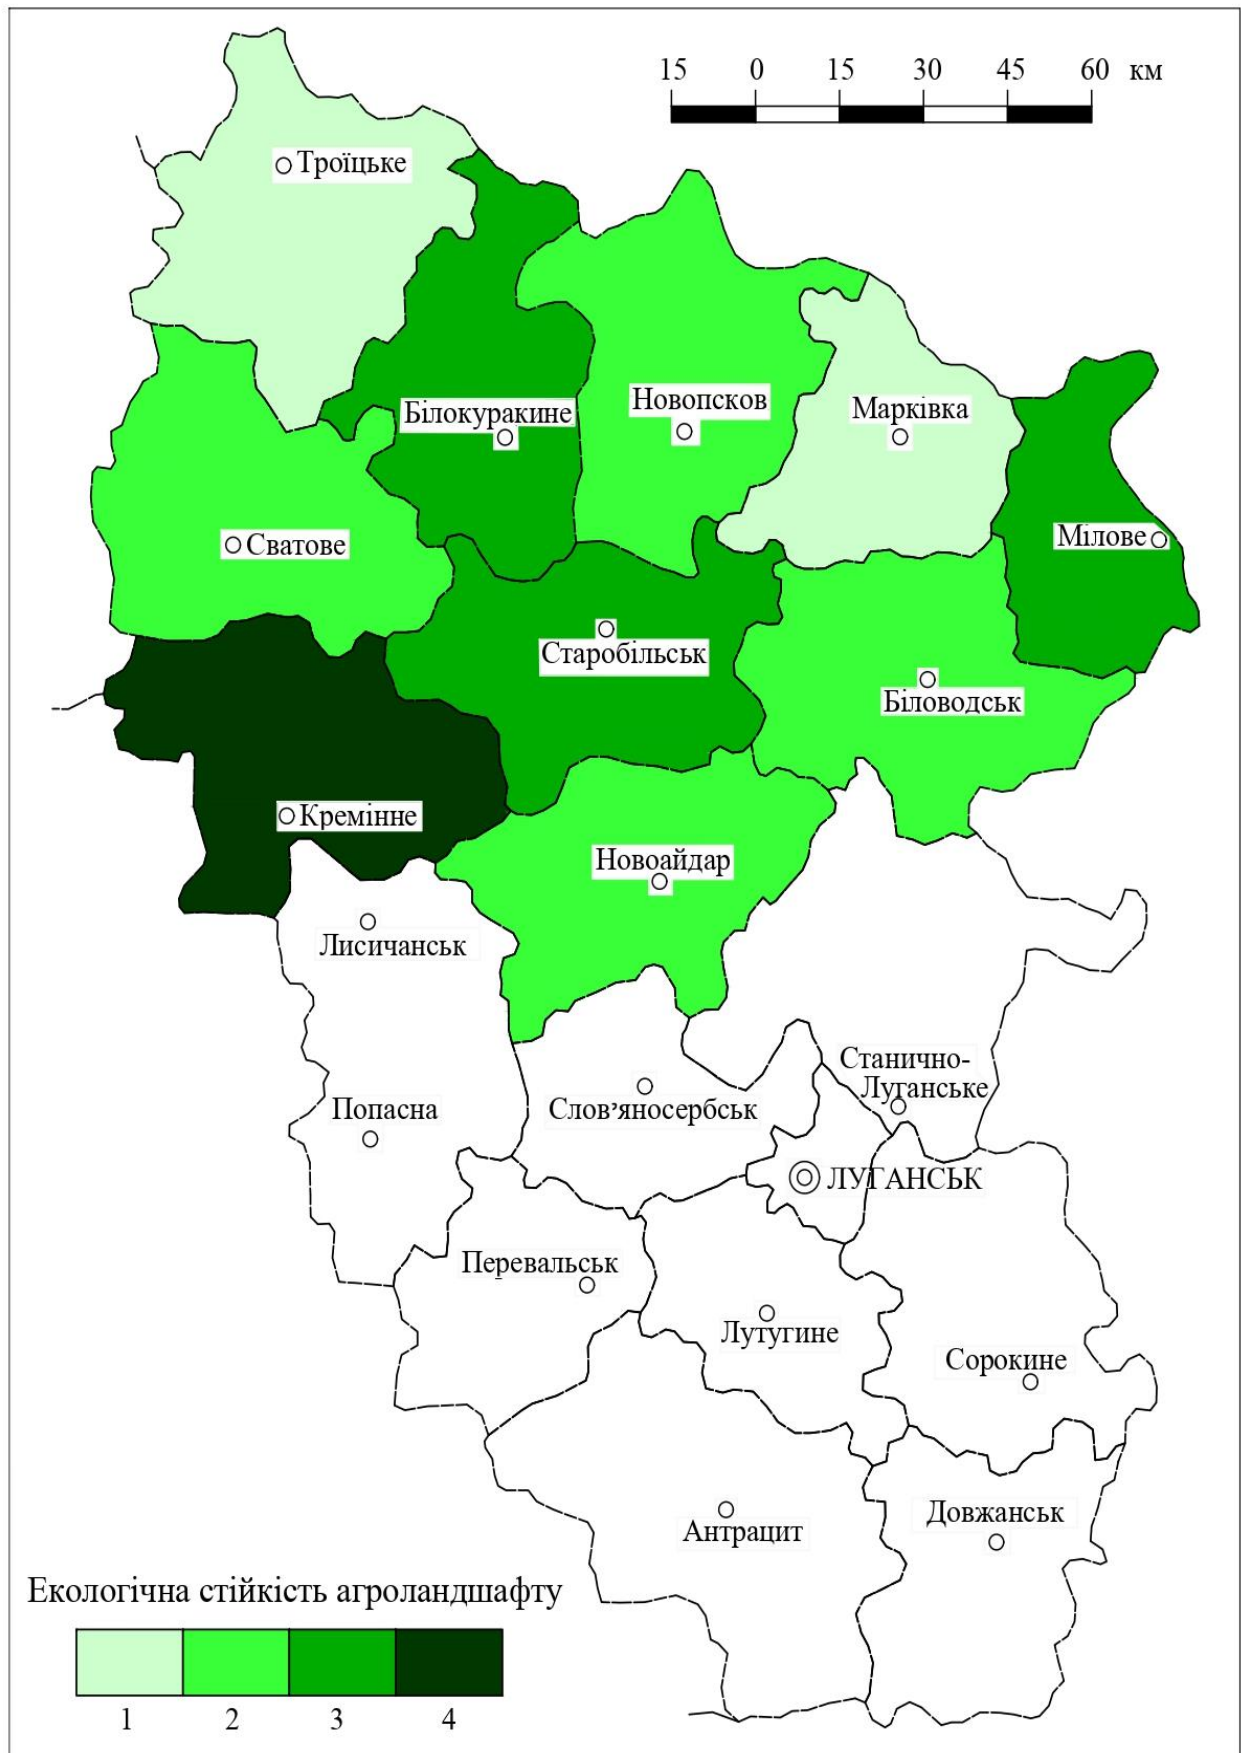 15 0 15 30 45 60 км
Троїцьке
Білокуракине
Новопсков
Марківка
Мілове
Сватове
Старобільськ
Біловодськ
Кремінне
Новоайдар
Лисичанськ
Станично-
Луганське
Попасна
Слов’яносербськ
ЛУГАНСЬК
Перевальськ
Лутугине
Сорокине
Антрацит
Довжанськ
Екологічна стійкість агроландшафту
1 2 3 4